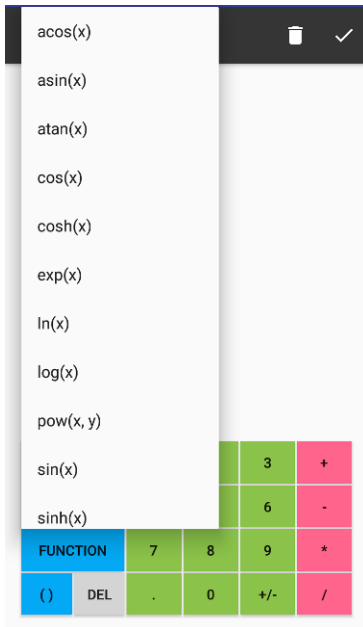 acos(x)
asin(x)
atan(x)
cos(x)
cosh(x)
exp(x)
ln(x)
log(x)
pow(x, y)
sin(x)
sinh(x)
3 +
6 -
FUNCTION 7 8 9 *
( ) DEL . 0 +/- /